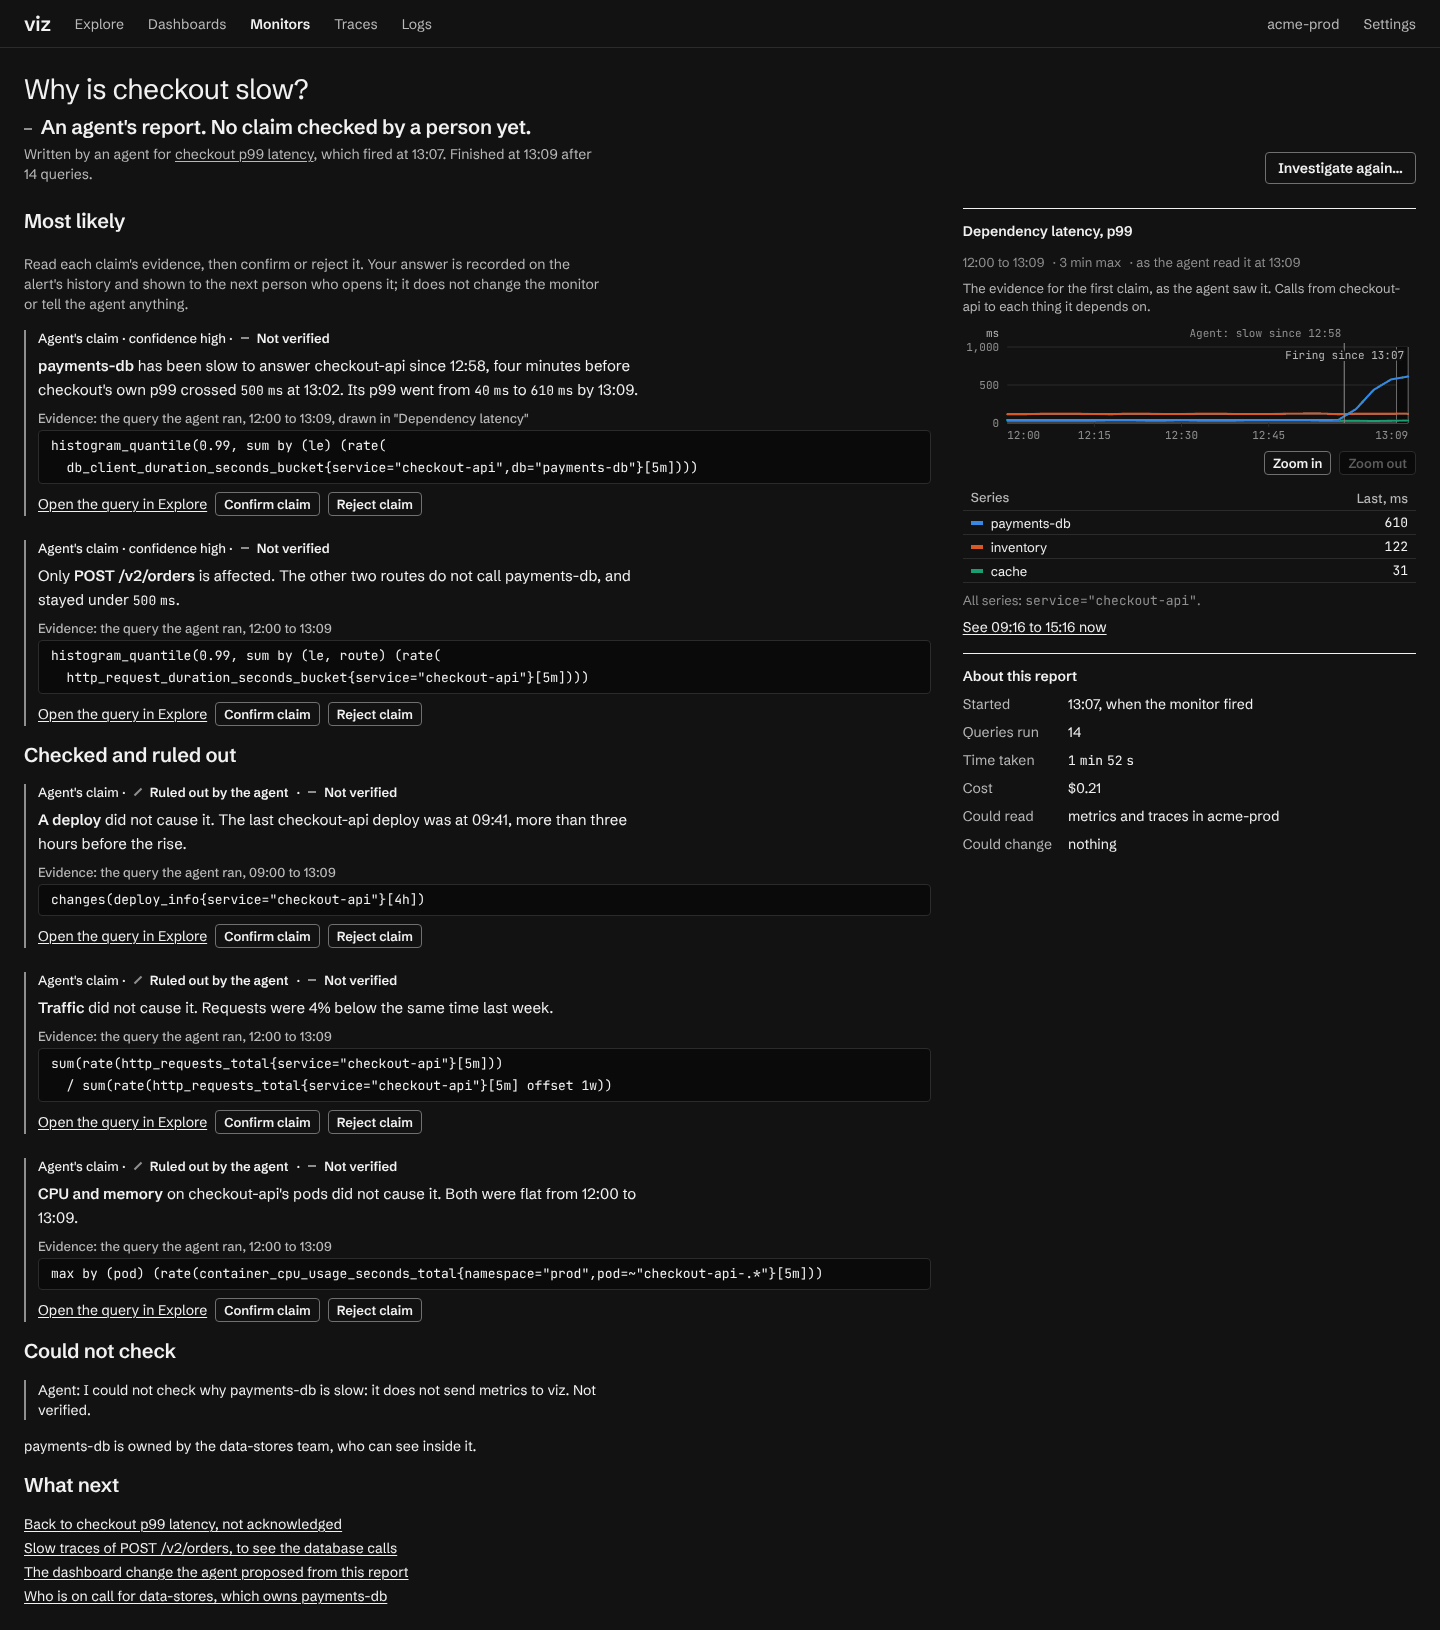 viz Explore Dashboards Monitors Traces Logs acme-prod Settings
Why is checkout slow?
– An agent's report. No claim checked by a person yet.
Written by an agent for checkout p99 latency, which fired at 13:07. Finished at 13:09 after
14 queries.
Investigate again...
Most likely
Read each claim's evidence, then confirm or reject it. Your answer is recorded on the
alert's history and shown to the next person who opens it; it does not change the monitor
or tell the agent anything.
Agent's claim · confidence high · – Not verified
payments-db has been slow to answer checkout-api since 12:58, four minutes before
checkout's own p99 crossed 500 ms at 13:02. Its p99 went from 40 ms to 610 ms by 13:09.
Evidence: the query the agent ran, 12:00 to 13:09, drawn in "Dependency latency"
histogram_quantile(0.99, sum by (le) (rate(
db_client_duration_seconds_bucket{service="checkout-api",db="payments-db"}[5m])))
Open the query in Explore Confirm claim Reject claim
Agent's claim · confidence high · – Not verified
Only POST /v2/orders is affected. The other two routes do not call payments-db, and
stayed under 500 ms.
Evidence: the query the agent ran, 12:00 to 13:09
histogram_quantile(0.99, sum by (le, route) (rate(
http_request_duration_seconds_bucket{service="checkout-api"}[5m])))
Open the query in Explore Confirm claim Reject claim
Checked and ruled out
Agent's claim · Ruled out by the agent · – Not verified
A deploy did not cause it. The last checkout-api deploy was at 09:41, more than three
hours before the rise.
Evidence: the query the agent ran, 09:00 to 13:09
changes(deploy_info{service="checkout-api"}[4h])
Open the query in Explore Confirm claim Reject claim
Agent's claim · Ruled out by the agent · – Not verified
Traffic did not cause it. Requests were 4% below the same time last week.
Evidence: the query the agent ran, 12:00 to 13:09
sum(rate(http_requests_total{service="checkout-api"}[5m]))
/ sum(rate(http_requests_total{service="checkout-api"}[5m] offset 1w))
Open the query in Explore Confirm claim Reject claim
Agent's claim · Ruled out by the agent · – Not verified
CPU and memory on checkout-api's pods did not cause it. Both were flat from 12:00 to
13:09.
Evidence: the query the agent ran, 12:00 to 13:09
max by (pod) (rate(container_cpu_usage_seconds_total{namespace="prod",pod=~"checkout-api-.*"}[5m]))
Open the query in Explore Confirm claim Reject claim
Could not check
Agent: I could not check why payments-db is slow: it does not send metrics to viz. Not
verified.
payments-db is owned by the data-stores team, who can see inside it.
What next
Back to checkout p99 latency, not acknowledged
Slow traces of POST /v2/orders, to see the database calls
The dashboard change the agent proposed from this report
Who is on call for data-stores, which owns payments-db
Dependency latency, p99
12:00 to 13:09 · 3 min max · as the agent read it at 13:09
The evidence for the first claim, as the agent saw it. Calls from checkout-
api to each thing it depends on.
ms Agent: slow since 12:58
1,000
Firing since 13:07
500
0
12:00 12:15 12:30 12:45 13:09
Zoom in Zoom out
Series Last, ms
payments-db 610
inventory 122
cache 31
All series: service="checkout-api".
See 09:16 to 15:16 now
About this report
Started 13:07, when the monitor fired
Queries run 14
Time taken 1 min 52 s
Cost $0.21
Could read metrics and traces in acme-prod
Could change nothing